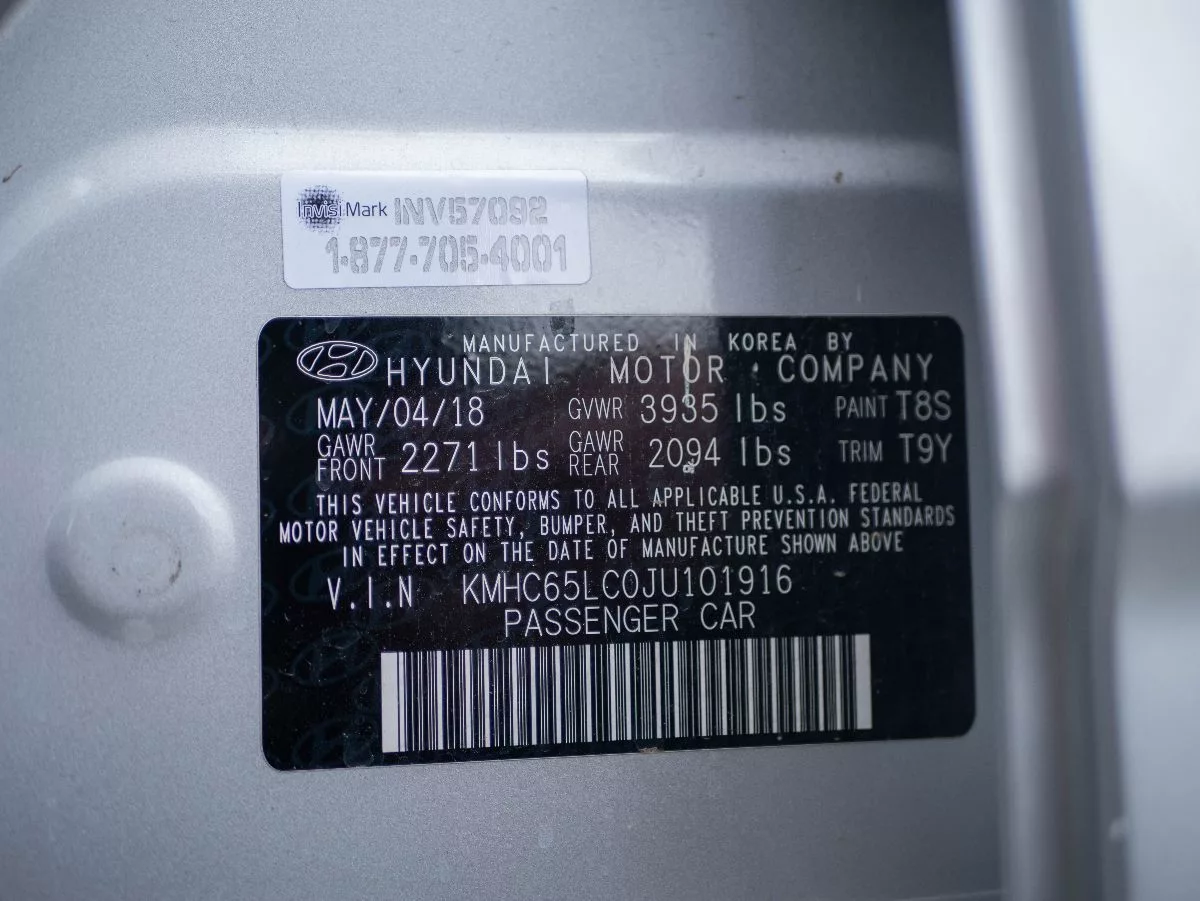 InvisiMark INV57092
1-877-705-4001
MANUFACTURED IN KOREA BY
HYUNDAI MOTOR COMPANY
MAY/04/18 GVWR 3935 lbs PAINT T8S
GAWR FRONT 2271 lbs GAWR REAR 2094 lbs TRIM T9Y
THIS VEHICLE CONFORMS TO ALL APPLICABLE U.S.A. FEDERAL
MOTOR VEHICLE SAFETY, BUMPER, AND THEFT PREVENTION STANDARDS
IN EFFECT ON THE DATE OF MANUFACTURE SHOWN ABOVE
V.I.N KMHC65LC0JU101916
PASSENGER CAR